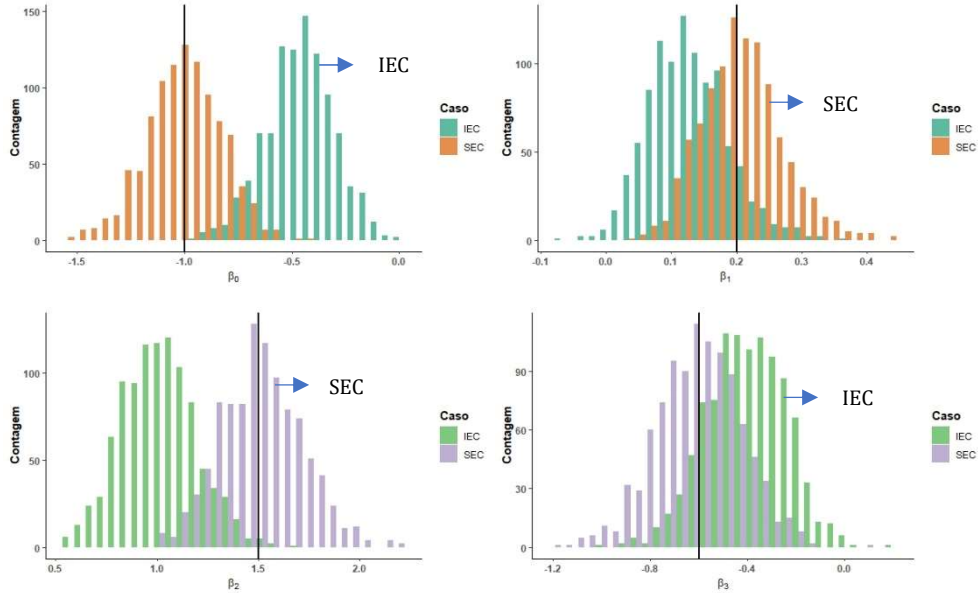 150
100
50
0
Contagem
-1.5
-1.0
-0.5
0.0
β0
IEC
Caso
IEC
SEC
100
50
0
Contagem
-0.1
0.0
0.1
0.2
0.3
0.4
β1
SEC
Caso
IEC
SEC
100
50
0
Contagem
0.5
1.0
1.5
2.0
β2
SEC
Caso
IEC
SEC
90
60
30
0
Contagem
-1.2
-0.8
-0.4
0.0
β3
IEC
Caso
IEC
SEC